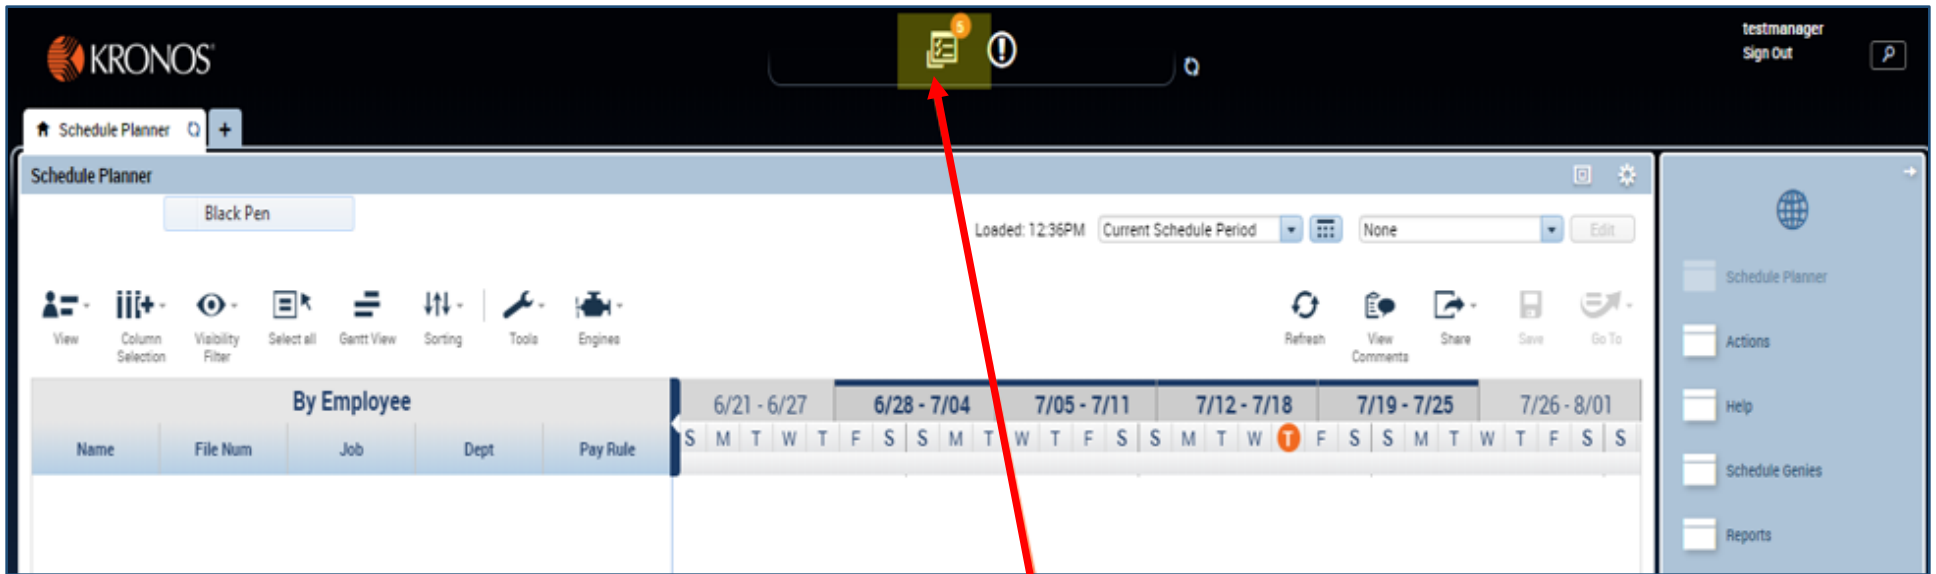 KRONOS
5
testmanager
Sign Out
Schedule Planner
+
Schedule Planner
Black Pen
Loaded: 12:36PM Current Schedule Period None Edit
View Column Selection Visibility Filter Select all Gantt View Sorting Tools Engines Refresh View Comments Share Save Go To
By Employee 6/21 - 6/27 6/28 - 7/04 7/05 - 7/11 7/12 - 7/18 7/19 - 7/25 7/26 - 8/01
Name File Num Job Dept Pay Rule S M T W T F S S M T W T F S S M T W T F S S M T W T F S S
Schedule Planner
Actions
Help
Schedule Genies
Reports